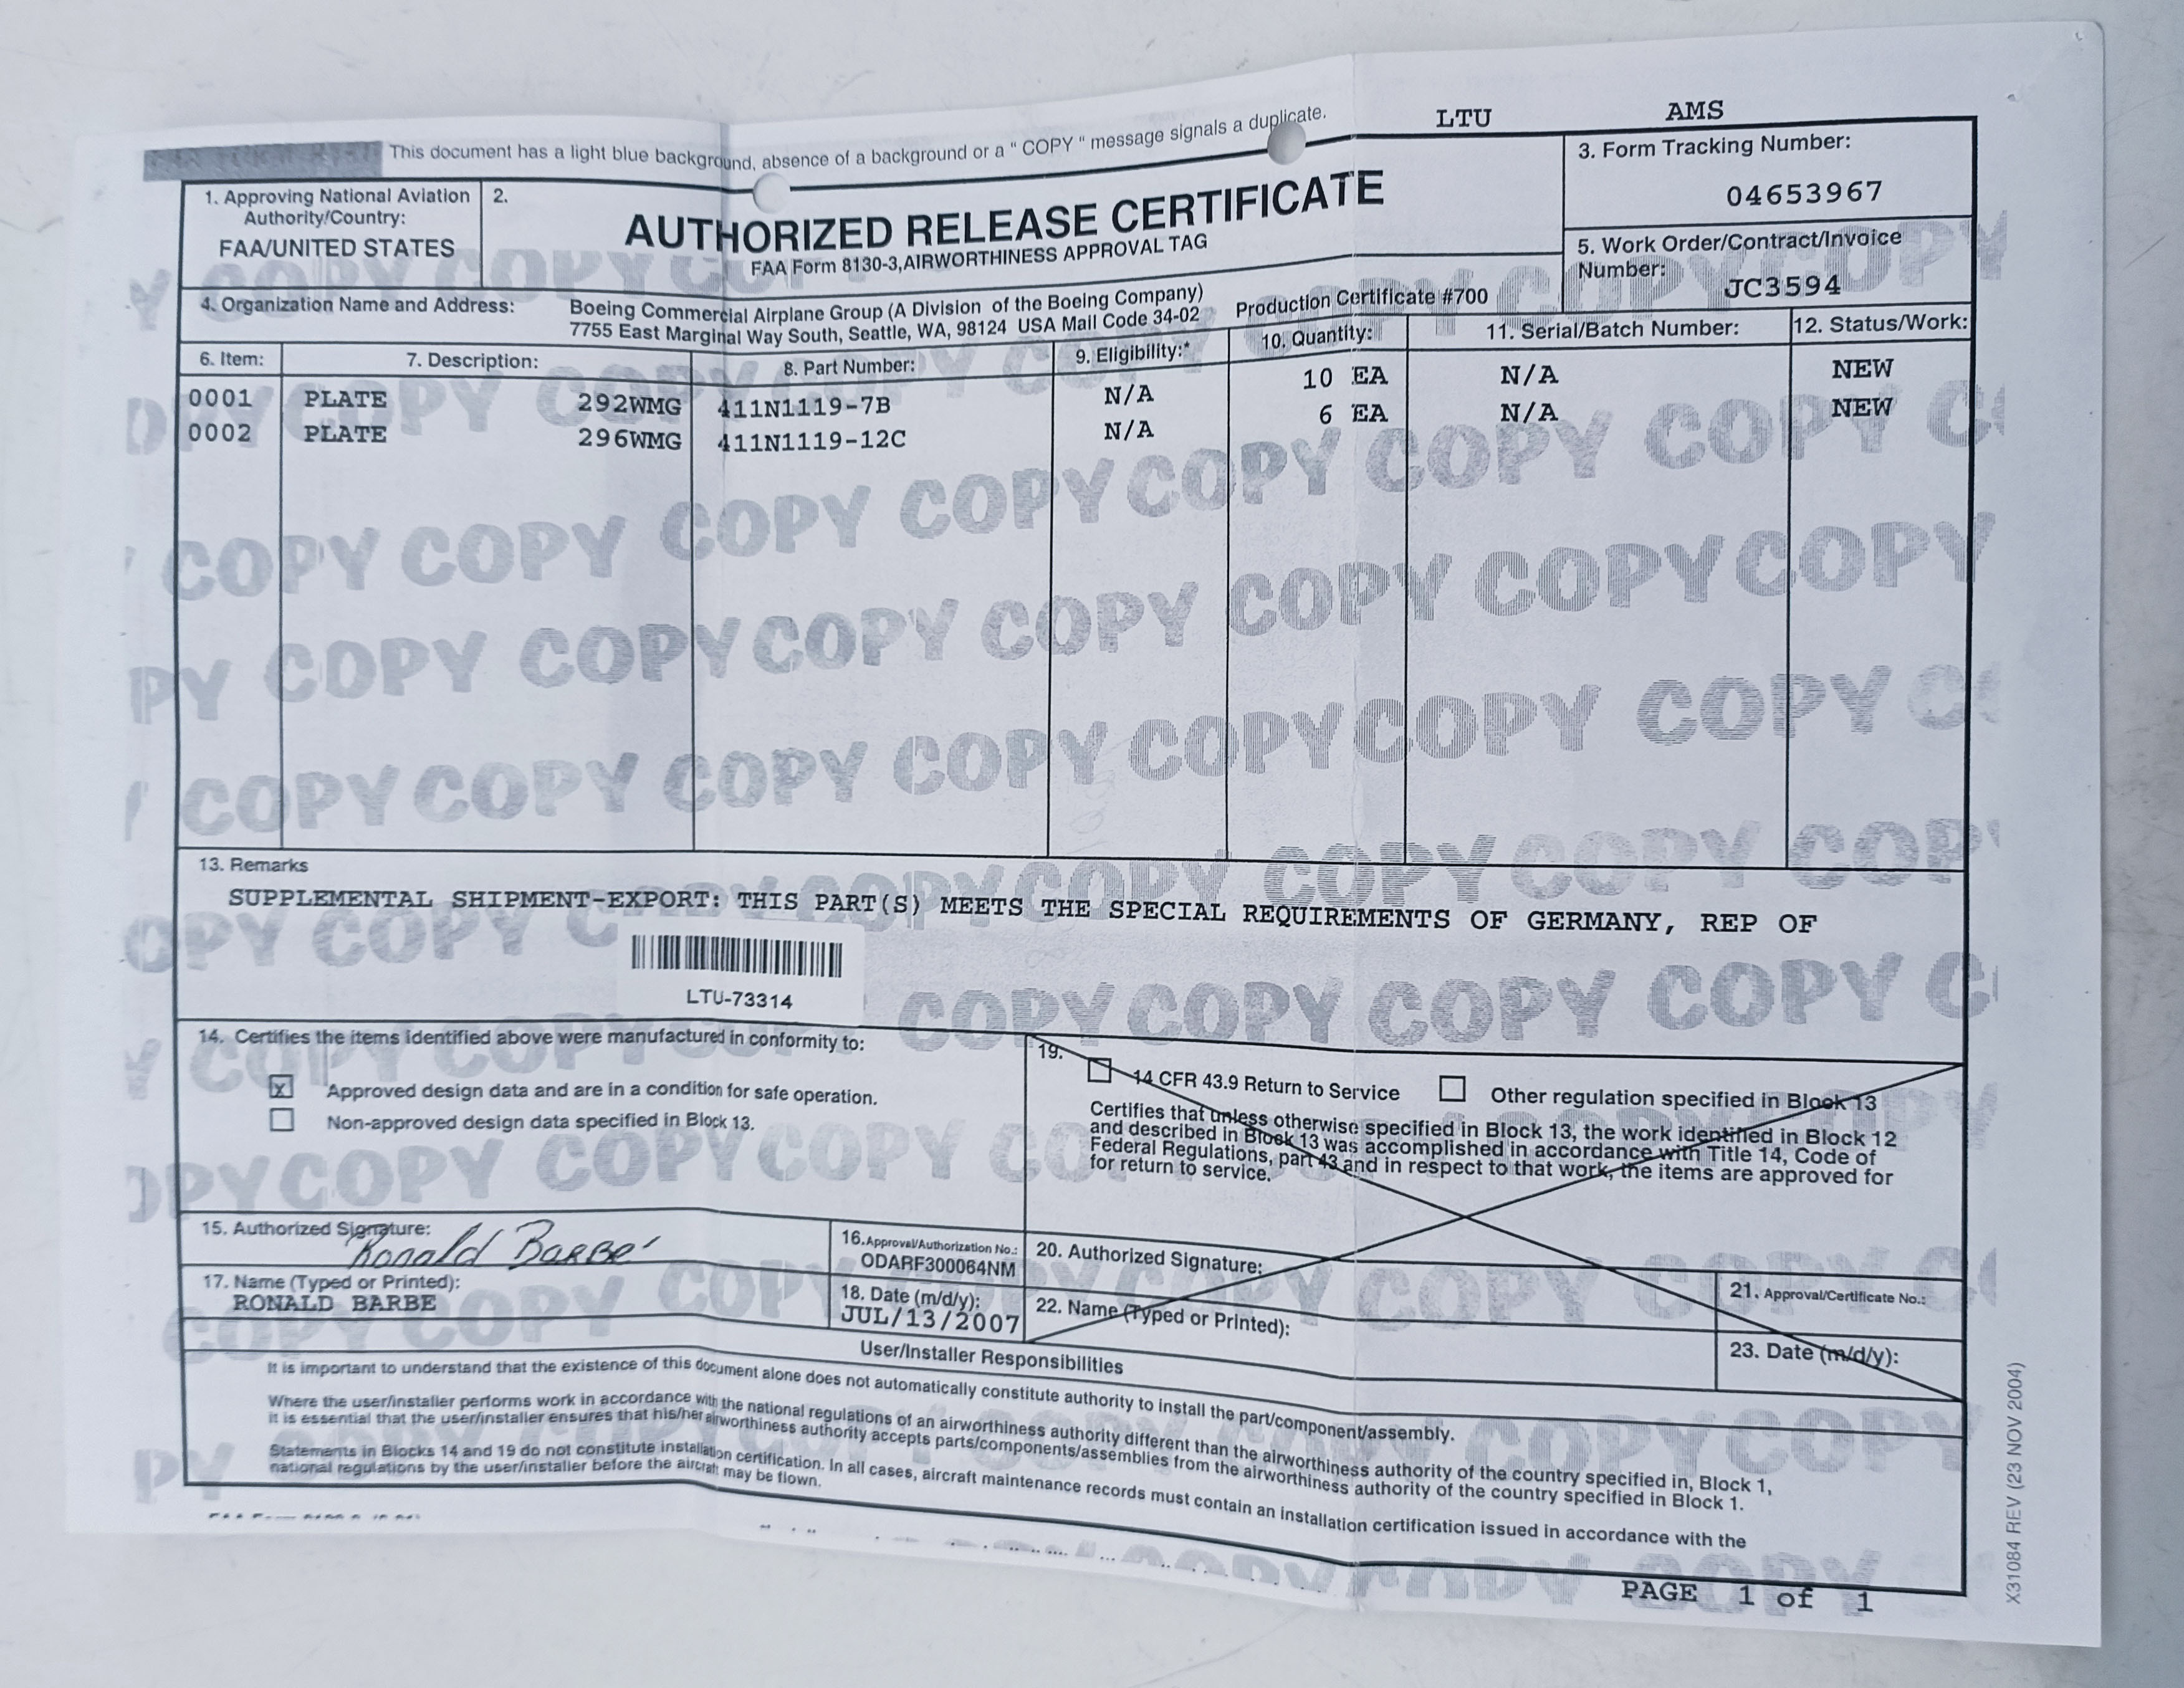 LTU AMS
This document has a light blue background, absence of a background or a " COPY " message signals a duplicate.
1. Approving National Aviation Authority/Country:
FAA/UNITED STATES
2.
AUTHORIZED RELEASE CERTIFICATE
FAA Form 8130-3,AIRWORTHINESS APPROVAL TAG
3. Form Tracking Number:
04653967
4. Organization Name and Address:
Boeing Commercial Airplane Group (A Division of the Boeing Company)
7755 East Marginal Way South, Seattle, WA, 98124 USA Mail Code 34-02
Production Certificate #700
5. Work Order/Contract/Invoice
Number:
JC3594
6. Item: 7. Description: 8. Part Number: 9. Eligibility:* 10. Quantity: 11. Serial/Batch Number: 12. Status/Work:
0001 PLATE 292WMG 411N1119-7B N/A 10 EA N/A NEW
0002 PLATE 296WMG 411N1119-12C N/A 6 EA N/A NEW
COPY COPY COPY COPY COPY COPY COPY
13. Remarks
SUPPLEMENTAL SHIPMENT-EXPORT: THIS PART(S) MEETS THE SPECIAL REQUIREMENTS OF GERMANY, REP OF
LTU-73314
14. Certifies the items identified above were manufactured in conformity to:
x Approved design data and are in a condition for safe operation.
Non-approved design data specified in Block 13.
19.
14 CFR 43.9 Return to Service Other regulation specified in Block 13
Certifies that unless otherwise specified in Block 13, the work identified in Block 12
and described in Block 13 was accomplished in accordance with Title 14, Code of
Federal Regulations, part 43 and in respect to that work, the items are approved for
for return to service.
15. Authorized Signature:
Ronald Barbe
16.Approval/Authorization No.:
ODARF300064NM
17. Name (Typed or Printed):
RONALD BARBE
18. Date (m/d/y):
JUL/13/2007
20. Authorized Signature:
21. Approval/Certificate No.:
22. Name (Typed or Printed):
23. Date (m/d/y):
User/Installer Responsibilities
It is important to understand that the existence of this document alone does not automatically constitute authority to install the part/component/assembly.
Where the user/installer performs work in accordance with the national regulations of an airworthiness authority different than the airworthiness authority of the country specified in, Block 1,
it is essential that the user/installer ensures that his/her airworthiness authority accepts parts/components/assemblies from the airworthiness authority of the country specified in Block 1.
Statements in Blocks 14 and 19 do not constitute installation certification. In all cases, aircraft maintenance records must contain an installation certification issued in accordance with the
national regulations by the user/installer before the aircraft may be flown.
PAGE 1 of 1
X31084 REV (23 NOV 2004)